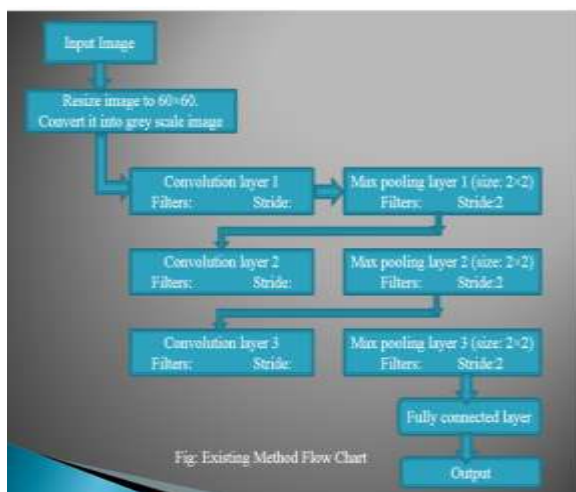 Input Image
Resize image to 60×60.
Convert it into grey scale image
Convolution layer 1
Filters: Stride:
Max pooling layer 1 (size: 2×2)
Filters: Stride:2
Convolution layer 2
Filters: Stride:
Max pooling layer 2 (size: 2×2)
Filters: Stride:2
Convolution layer 3
Filters: Stride:
Max pooling layer 3 (size: 2×2)
Filters: Stride:2
Fully connected layer
Output
Fig: Existing Method Flow Chart